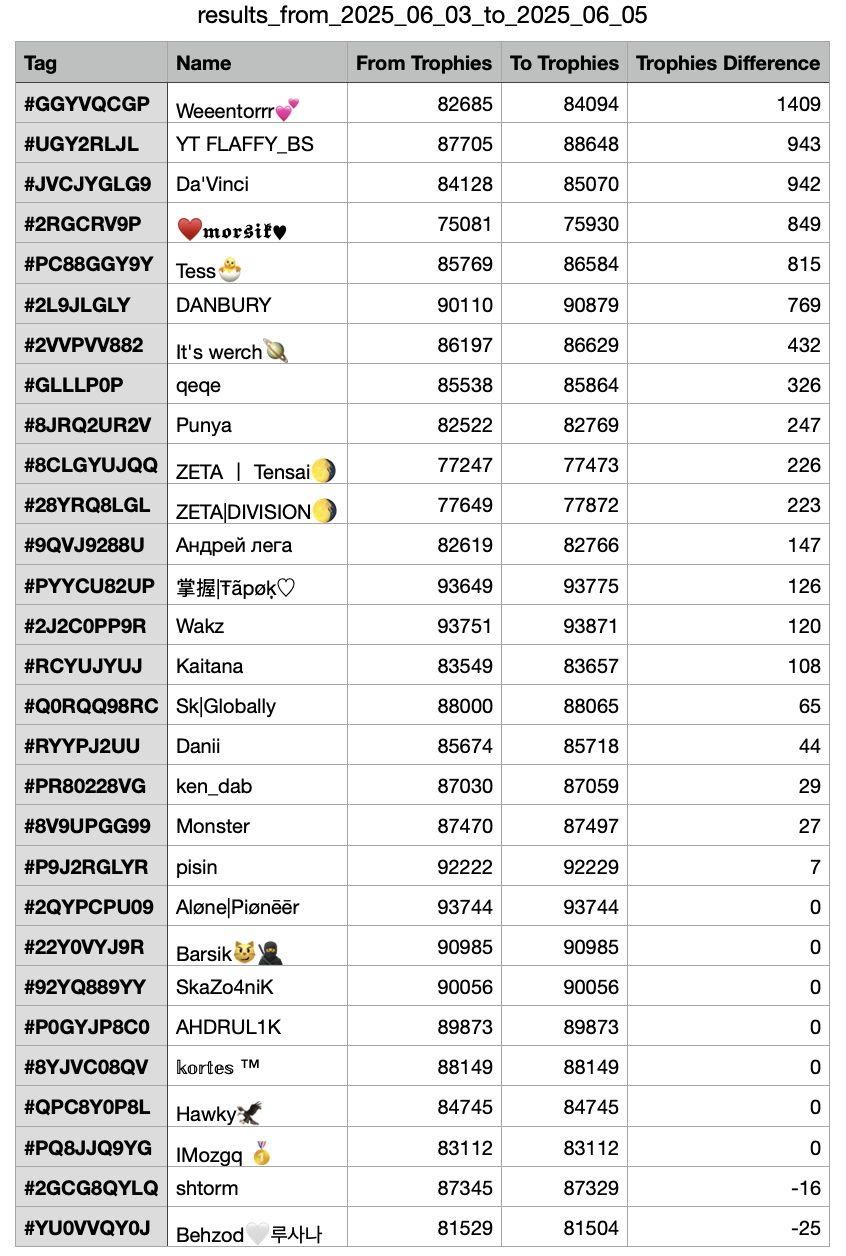 results_from_2025_06_03_to_2025_06_05
Tag Name From Trophies To Trophies Trophies Difference
#GGYVQCGP Weeentorrr💕 82685 84094 1409
#UGY2RLJL YT FLAFFY_BS 87705 88648 943
#JVCJYGLG9 Da'Vinci 84128 85070 942
#2RGCRV9P ❤️𝖒𝖔𝖗𝖘𝖎𝖐♥ 75081 75930 849
#PC88GGY9Y Tess🐣 85769 86584 815
#2L9JLGLY DANBURY 90110 90879 769
#2VVPVV882 It's werch🪐 86197 86629 432
#GLLLP0P qeqe 85538 85864 326
#8JRQ2UR2V Punya 82522 82769 247
#8CLGYUJQQ ZETA | Tensai🌖 77247 77473 226
#28YRQ8LGL ZETA|DIVISION🌖 77649 77872 223
#9QVJ9288U Андрей лега 82619 82766 147
#PYYCU82UP 掌握|Ŧãpøķ♡ 93649 93775 126
#2J2C0PP9R Wakz 93751 93871 120
#RCYUJYUJ Kaitana 83549 83657 108
#Q0RQQ98RC Sk|Globally 88000 88065 65
#RYYPJ2UU Danii 85674 85718 44
#PR80228VG ken_dab 87030 87059 29
#8V9UPGG99 Monster 87470 87497 27
#P9J2RGLYR pisin 92222 92229 7
#2QYPCPU09 Aløne|Piønēēr 93744 93744 0
#22Y0VYJ9R Barsik😼🥷 90985 90985 0
#92YQ889YY SkaZo4niK 90056 90056 0
#P0GYJP8C0 AHDRUL1K 89873 89873 0
#8YJVC08QV 𝕜𝕠𝕣𝕥𝕖𝕤 ™ 88149 88149 0
#QPC8Y0P8L Hawky🦅 84745 84745 0
#PQ8JJQ9YG IMozgq 🥇 83112 83112 0
#2GCG8QYLQ shtorm 87345 87329 -16
#YU0VVQY0J Behzod🤍루사나 81529 81504 -25